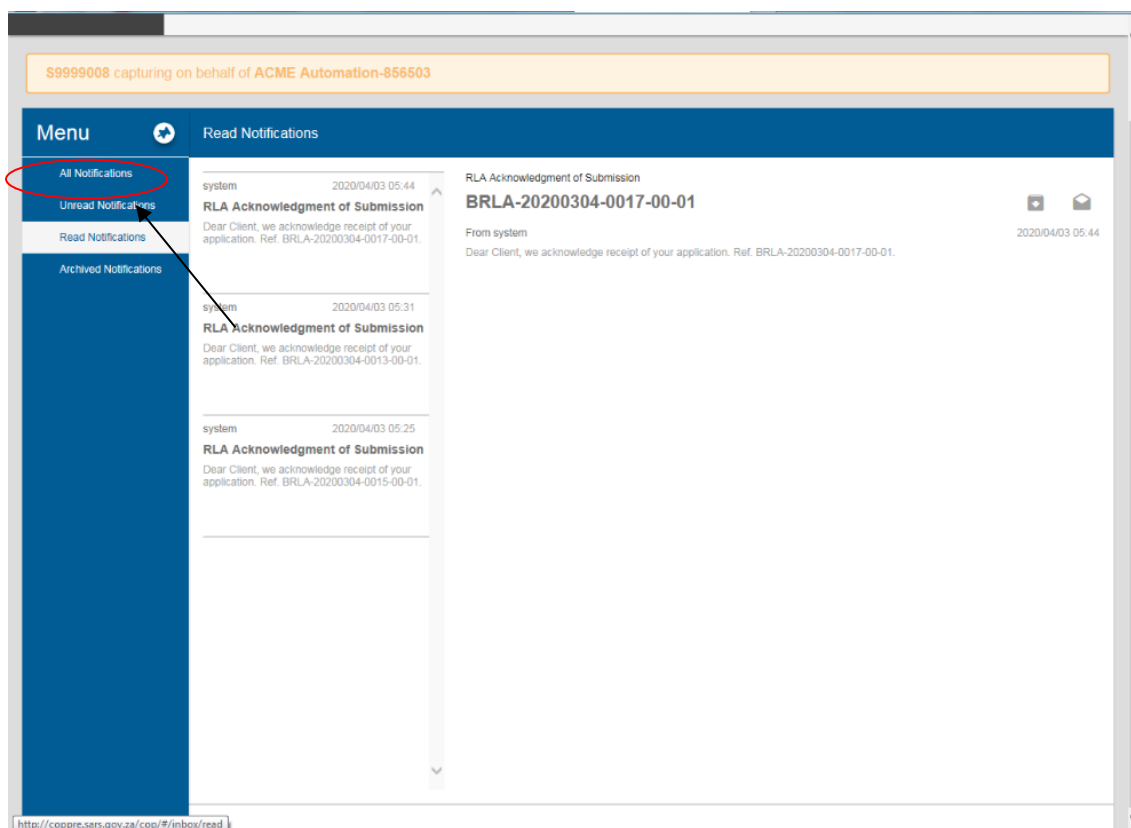 S9999008 capturing on behalf of ACME Automation-856503
Menu
Read Notifications
All Notifications
Unread Notifications
Read Notifications
Archived Notifications
system 2020/04/03 05:44
RLA Acknowledgment of Submission
Dear Client, we acknowledge receipt of your
application. Ref. BRLA-20200304-0017-00-01.
system 2020/04/03 05:31
RLA Acknowledgment of Submission
Dear Client, we acknowledge receipt of your
application. Ref. BRLA-20200304-0013-00-01.
system 2020/04/03 05:25
RLA Acknowledgment of Submission
Dear Client, we acknowledge receipt of your
application. Ref. BRLA-20200304-0015-00-01.
RLA Acknowledgment of Submission
BRLA-20200304-0017-00-01
From system 2020/04/03 05:44
Dear Client, we acknowledge receipt of your application. Ref. BRLA-20200304-0017-00-01.
http://coppre.sars.gov.za/cop/#/inbox/read